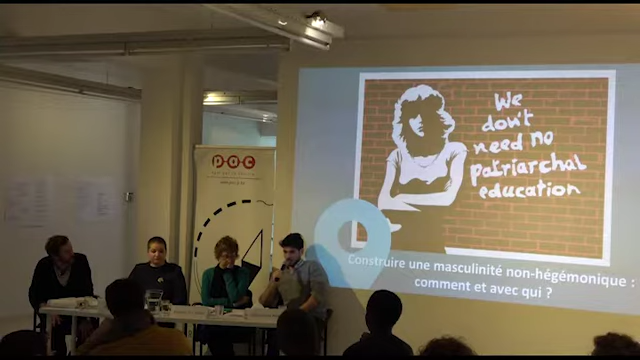 We
don't
need no
patriarchal
education
pac
Construire une masculinité non-hégémonique :
comment et avec qui ?